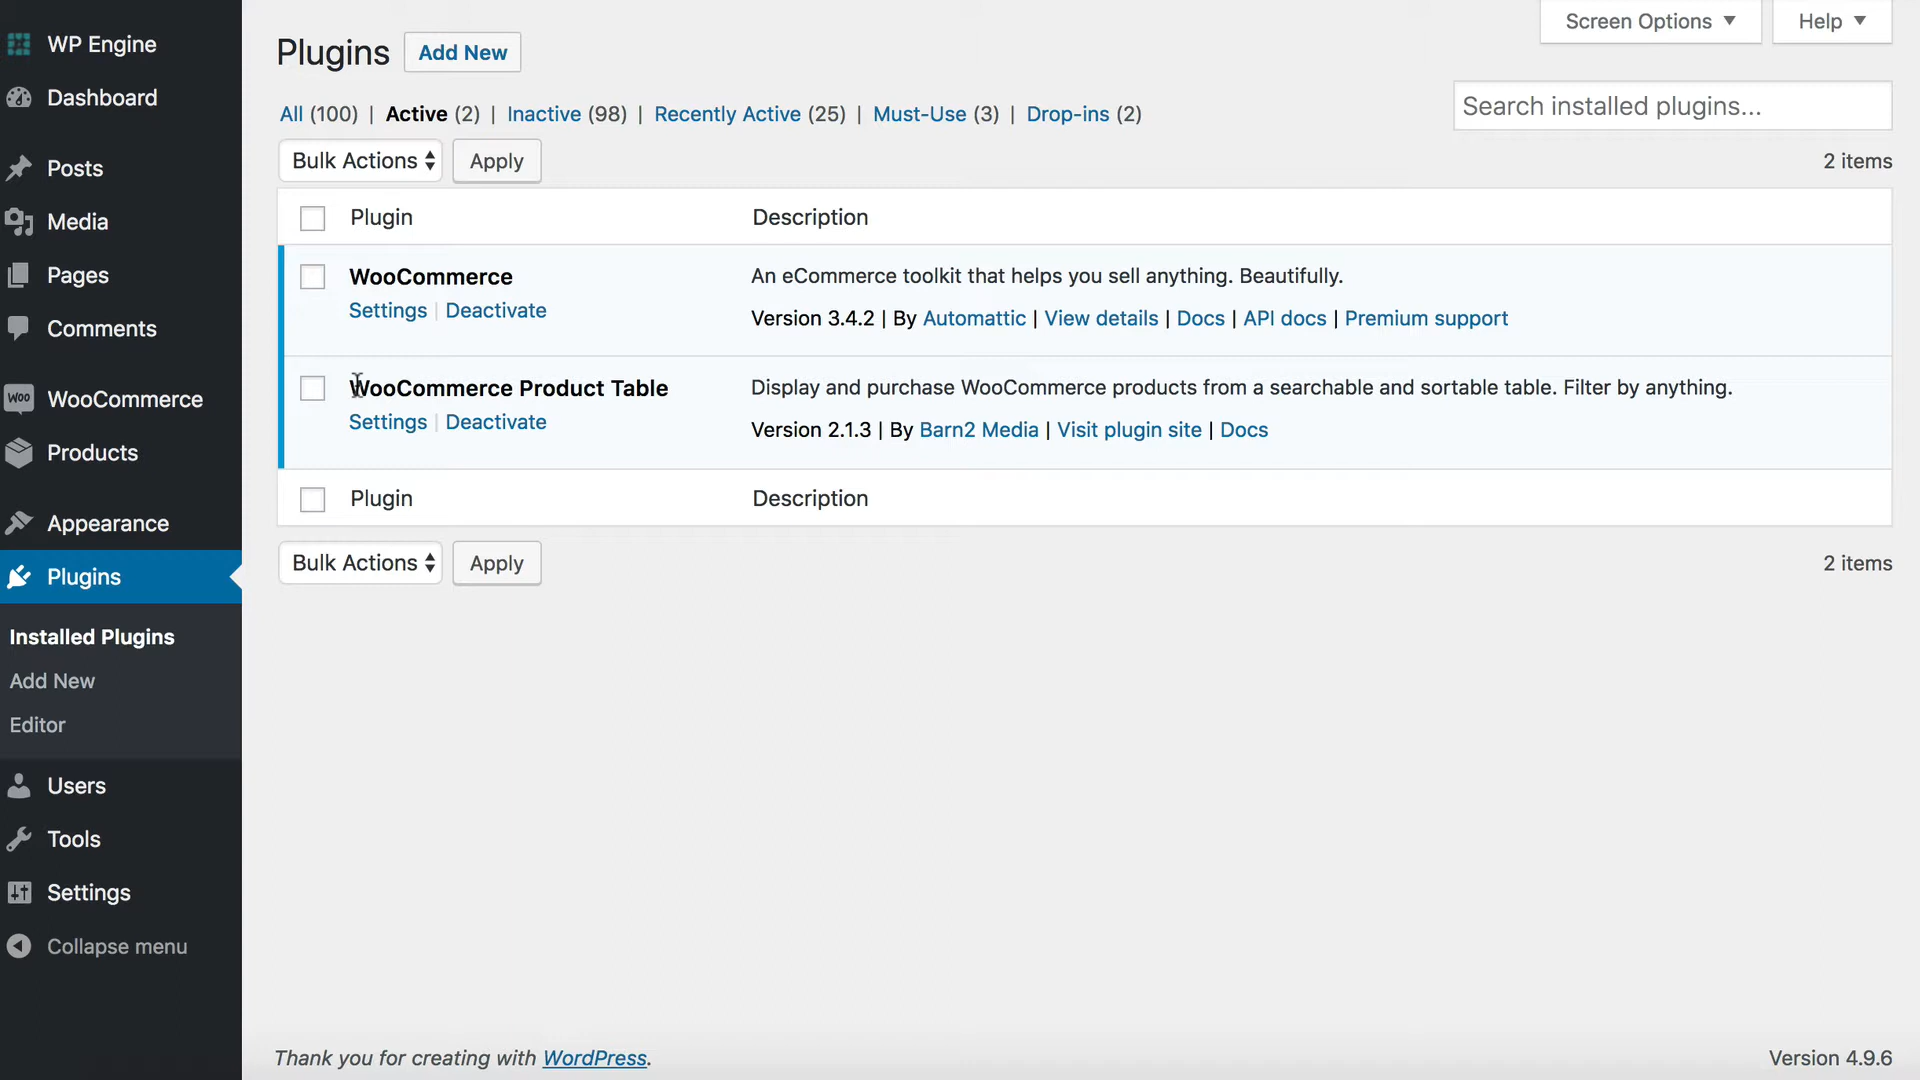 WP Engine
Dashboard
Posts
Media
Pages
Comments
WOO WooCommerce
Products
Appearance
Plugins
Installed Plugins
Add New
Editor
Users
Tools
Settings
Collapse menu
Screen Options ▼
Help ▼
Plugins Add New
All (100) | Active (2) | Inactive (98) | Recently Active (25) | Must-Use (3) | Drop-ins (2)
Search installed plugins...
Bulk Actions Apply 2 items
Plugin Description
WooCommerce An eCommerce toolkit that helps you sell anything. Beautifully.
Settings | Deactivate Version 3.4.2 | By Automattic | View details | Docs | API docs | Premium support
WooCommerce Product Table Display and purchase WooCommerce products from a searchable and sortable table. Filter by anything.
Settings | Deactivate Version 2.1.3 | By Barn2 Media | Visit plugin site | Docs
Plugin Description
Bulk Actions Apply 2 items
Thank you for creating with WordPress. Version 4.9.6